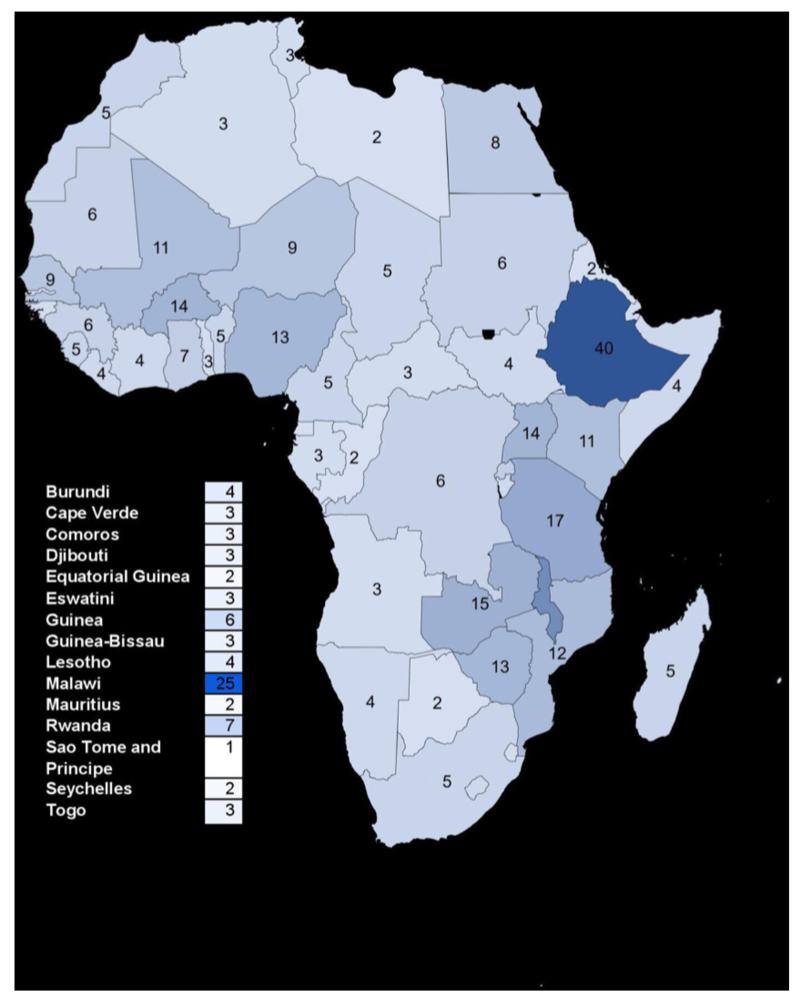 3
5
3
2
8
6
11
9
5
6
2
9
14
13
6
5
4
4
7
3
5
5
3
4
40
4
3
2
6
14
11
17
3
15
12
13
4
2
5
5
Burundi 4
Cape Verde 3
Comoros 3
Djibouti 3
Equatorial Guinea 2
Eswatini 3
Guinea 6
Guinea-Bissau 3
Lesotho 4
Malawi 25
Mauritius 2
Rwanda 7
Sao Tome and 1
Principe
Seychelles 2
Togo 3